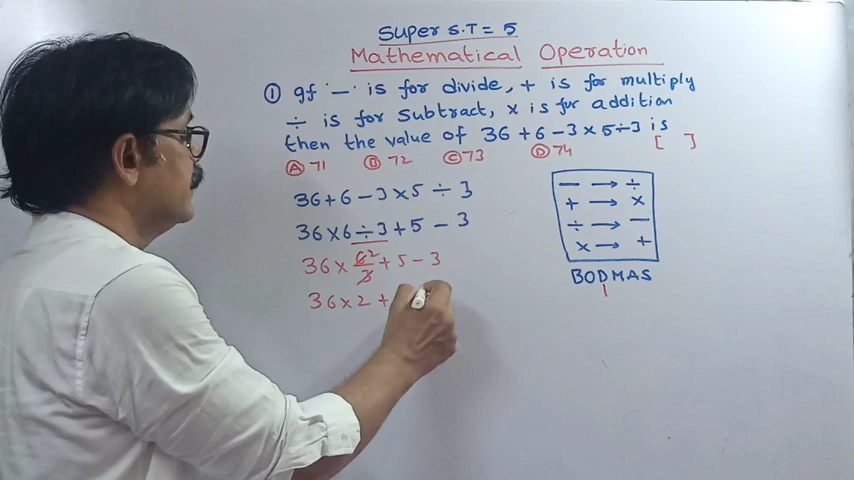 Super S.T = 5
Mathematical Operation
① If '—' is for divide, + is for multiply
÷ is for Subtract, × is for addition
then the value of 36 + 6 - 3 × 5 ÷ 3 is
[ ]
Ⓐ 71 Ⓑ 72 Ⓒ 73 Ⓓ 74
36 + 6 - 3 × 5 ÷ 3
36 × 6 ÷ 3 + 5 - 3
36 × 6 2 / 3 + 5 - 3
36 × 2 +
— → ÷
+ → ×
÷ → —
× → +
BODMAS